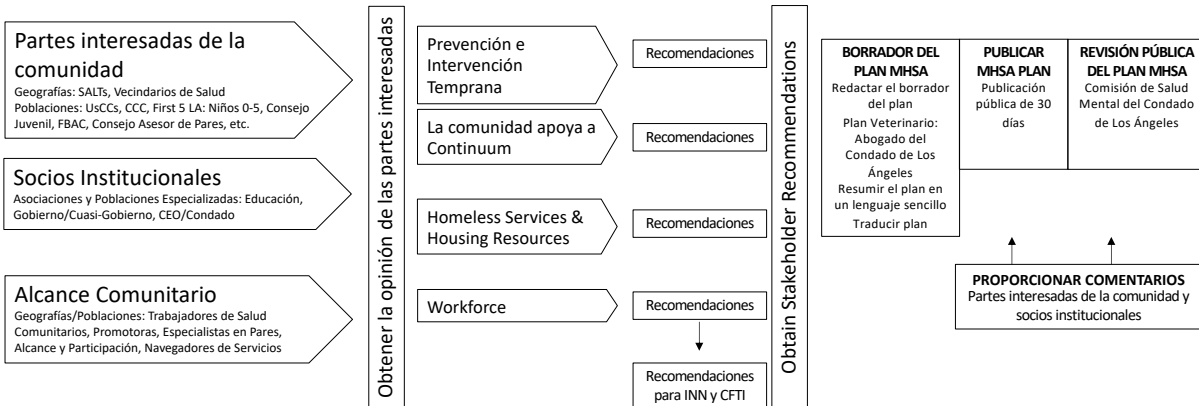 Partes interesadas de la
comunidad
Geografías: SALTs, Vecindarios de Salud
Poblaciones: UsCCs, CCC, First 5 LA: Niños 0-5, Consejo
Juvenil, FBAC, Consejo Asesor de Pares, etc.
Socios Institucionales
Asociaciones y Poblaciones Especializadas: Educación,
Gobierno/Cuasi-Gobierno, CEO/Condado
Alcance Comunitario
Geografías/Poblaciones: Trabajadores de Salud
Comunitarios, Promotoras, Especialistas en Pares,
Alcance y Participación, Navegadores de Servicios
Obtener la opinión de las partes interesadas
Prevención e
Intervención
Temprana
Recomendaciones
La comunidad apoya a
Continuum
Recomendaciones
Homeless Services &
Housing Resources
Recomendaciones
Workforce
Recomendaciones
Recomendaciones
para INN y CFTI
Obtain Stakeholder Recommendations
BORRADOR DEL
PLAN MHSA
Redactar el borrador
del plan
Plan Veterinario:
Abogado del
Condado de Los
Ángeles
Resumir el plan en
un lenguaje sencillo
Traducir plan
PUBLICAR
MHSA PLAN
Publicación
pública de 30
días
REVISIÓN PÚBLICA
DEL PLAN MHSA
Comisión de Salud
Mental del Condado
de Los Ángeles
PROPORCIONAR COMENTARIOS
Partes interesadas de la comunidad y
socios institucionales